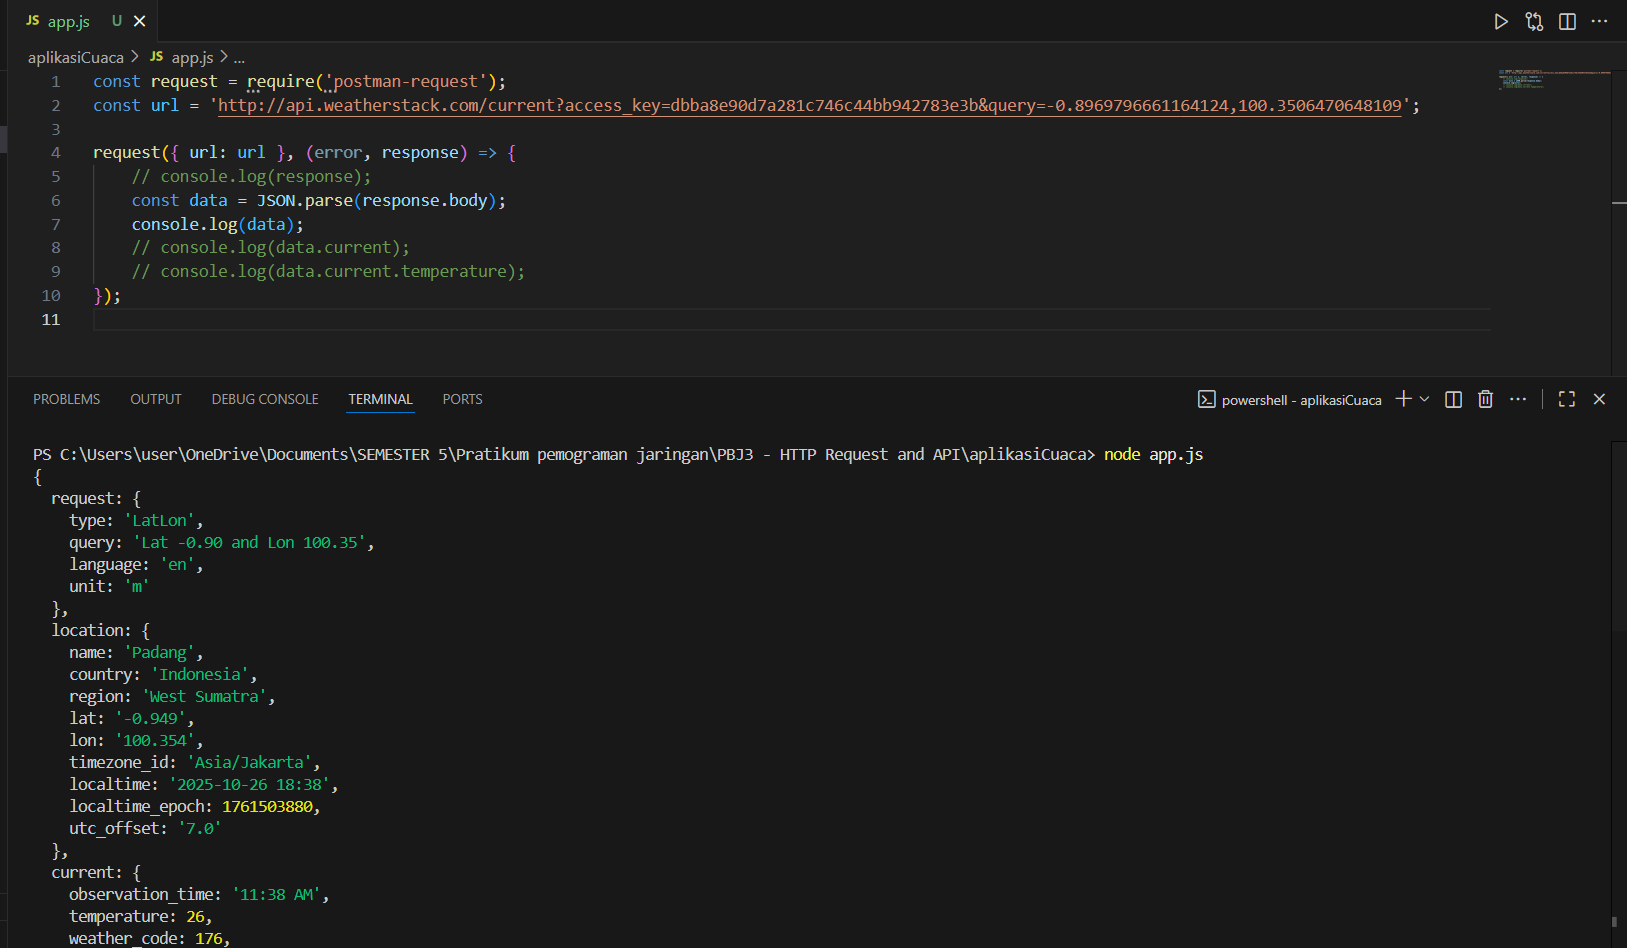 JS app.js U
aplikasiCuaca > JS app.js > ...
1 const request = require('postman-request');
2 const url = 'http://api.weatherstack.com/current?access_key=dbba8e90d7a281c746c44bb942783e3b&query=-0.8969796661164124,100.3506470648109';
3
4 request({ url: url }, (error, response) => {
5 // console.log(response);
6 const data = JSON.parse(response.body);
7 console.log(data);
8 // console.log(data.current);
9 // console.log(data.current.temperature);
10 });
11
PROBLEMS OUTPUT DEBUG CONSOLE TERMINAL PORTS powershell - aplikasiCuaca
PS C:\Users\user\OneDrive\Documents\SEMESTER 5\Pratikum pemograman jaringan\PBJ3 - HTTP Request and API\aplikasiCuaca> node app.js
{
request: {
type: 'LatLon',
query: 'Lat -0.90 and Lon 100.35',
language: 'en',
unit: 'm'
},
location: {
name: 'Padang',
country: 'Indonesia',
region: 'West Sumatra',
lat: '-0.949',
lon: '100.354',
timezone_id: 'Asia/Jakarta',
localtime: '2025-10-26 18:38',
localtime_epoch: 1761503880,
utc_offset: '7.0'
},
current: {
observation_time: '11:38 AM',
temperature: 26,
weather_code: 176,